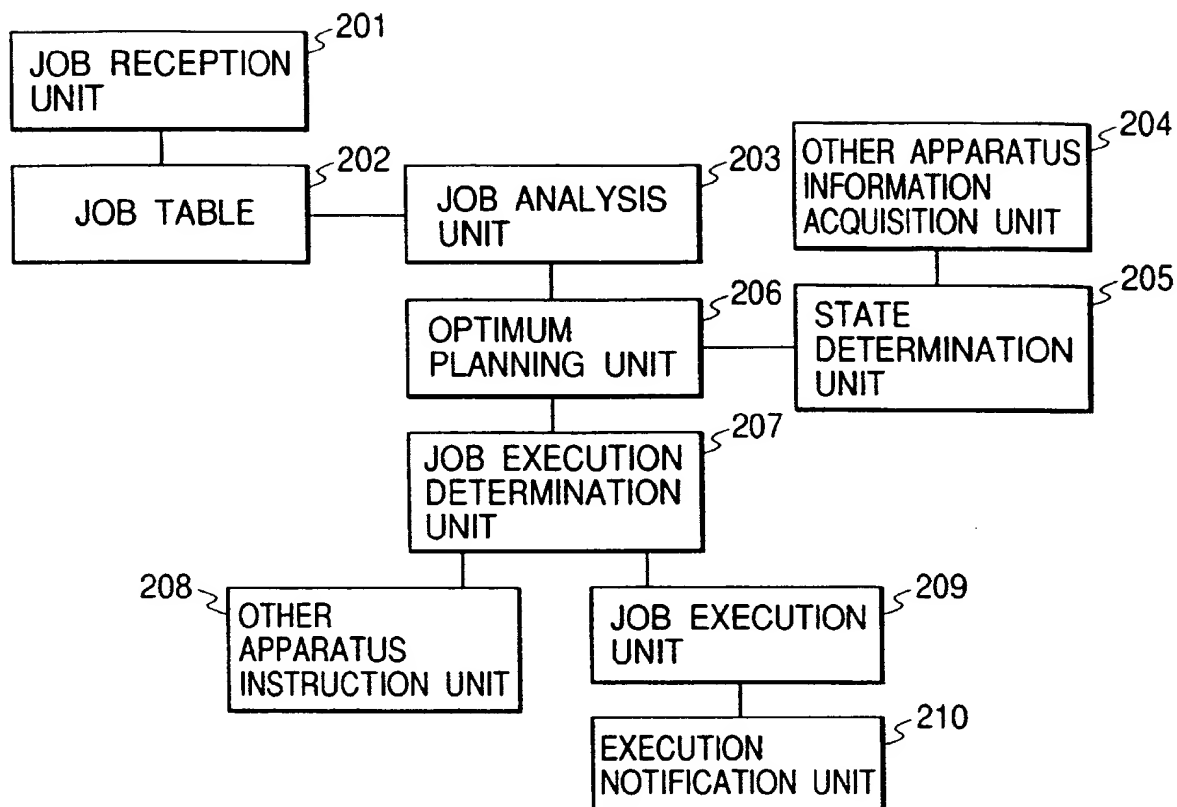 201
JOB RECEPTION
UNIT
202
JOB TABLE
203
JOB ANALYSIS
UNIT
204
OTHER APPARATUS
INFORMATION
ACQUISITION UNIT
205
STATE
DETERMINATION
UNIT
206
OPTIMUM
PLANNING UNIT
207
JOB EXECUTION
DETERMINATION
UNIT
208
OTHER
APPARATUS
INSTRUCTION UNIT
209
JOB EXECUTION
UNIT
210
EXECUTION
NOTIFICATION UNIT